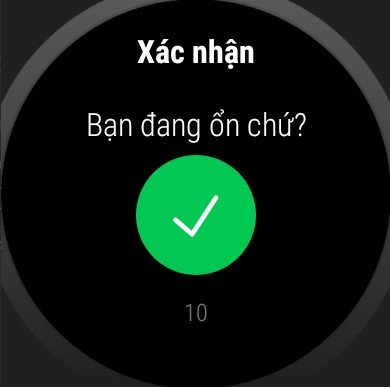 Xác nhận
Bạn đang ổn chứ?
10